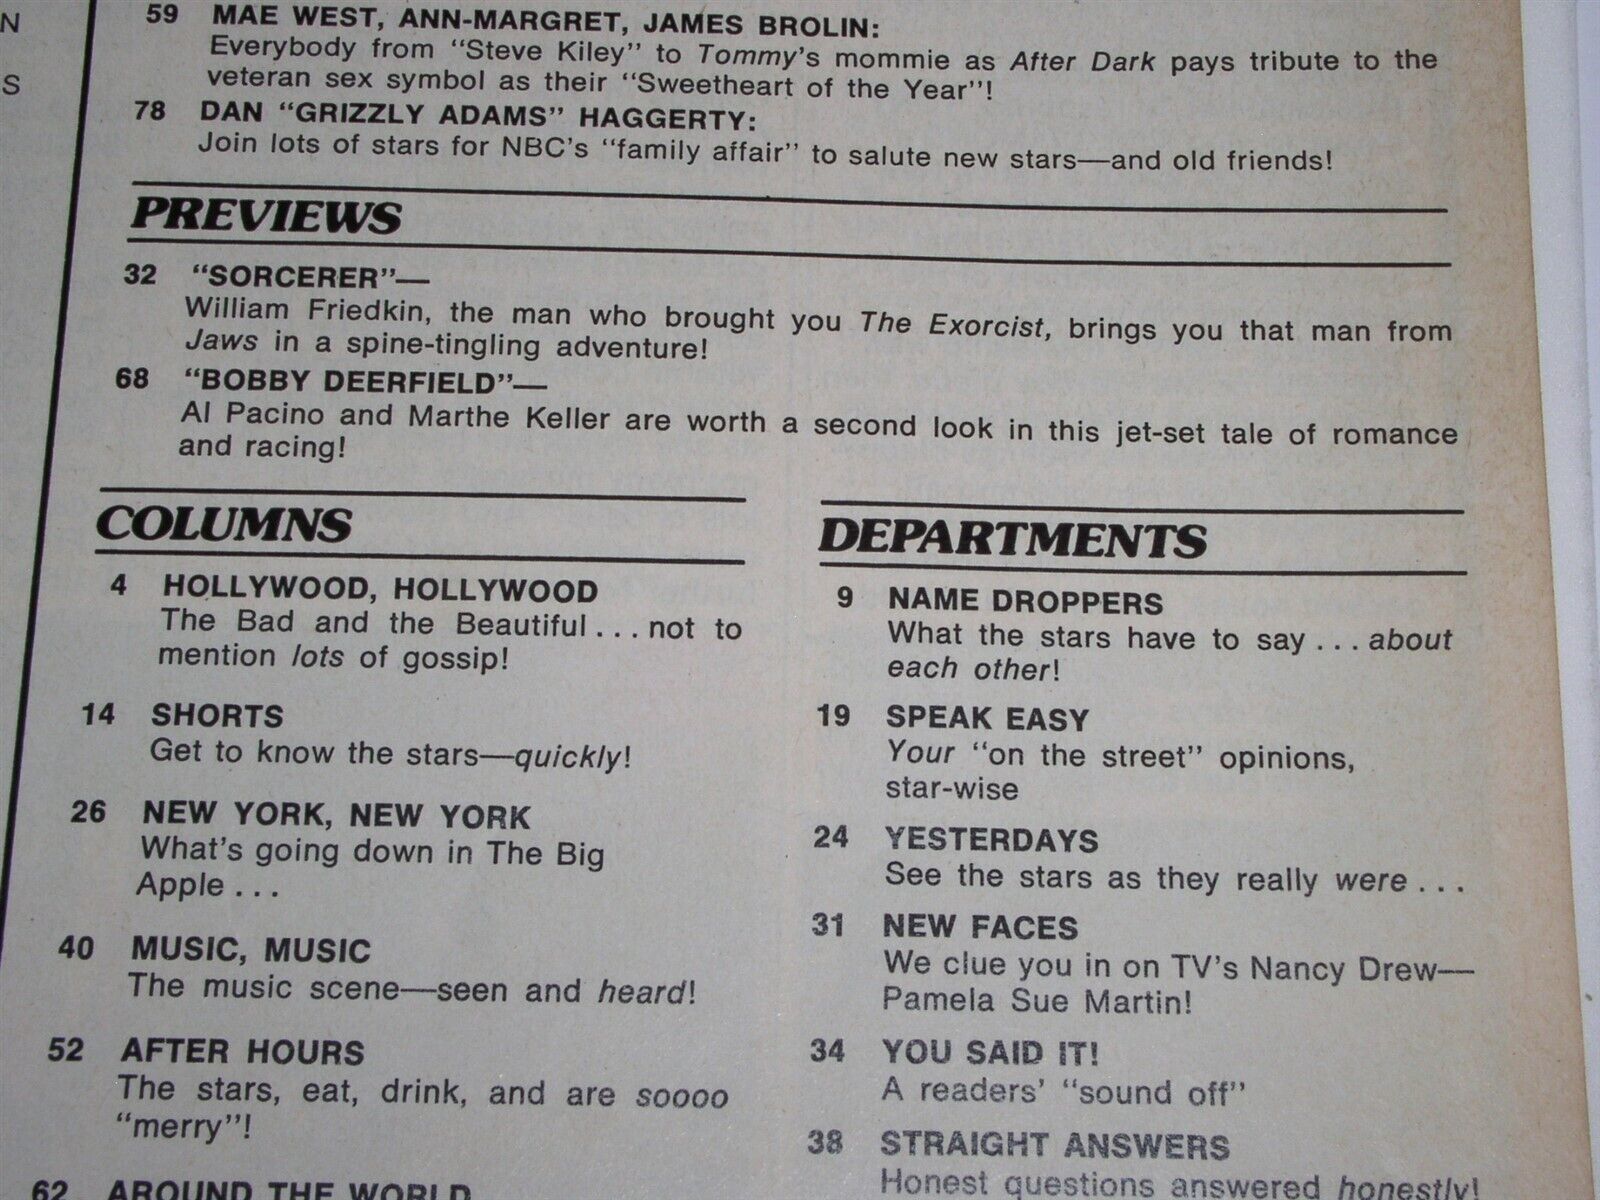 N
S
59 MAE WEST, ANN-MARGRET, JAMES BROLIN:
Everybody from "Steve Kiley" to Tommy's mommie as After Dark pays tribute to the
veteran sex symbol as their "Sweetheart of the Year"!
78 DAN "GRIZZLY ADAMS" HAGGERTY:
Join lots of stars for NBC's "family affair" to salute new stars—and old friends!
PREVIEWS
32 "SORCERER"—
William Friedkin, the man who brought you The Exorcist, brings you that man from
Jaws in a spine-tingling adventure!
68 "BOBBY DEERFIELD"—
Al Pacino and Marthe Keller are worth a second look in this jet-set tale of romance
and racing!
COLUMNS
4 HOLLYWOOD, HOLLYWOOD
The Bad and the Beautiful . . . not to
mention lots of gossip!
14 SHORTS
Get to know the stars—quickly!
26 NEW YORK, NEW YORK
What's going down in The Big
Apple . . .
40 MUSIC, MUSIC
The music scene—seen and heard!
52 AFTER HOURS
The stars, eat, drink, and are soooo
"merry"!
62 AROUND THE WORLD
DEPARTMENTS
9 NAME DROPPERS
What the stars have to say . . . about
each other!
19 SPEAK EASY
Your "on the street" opinions,
star-wise
24 YESTERDAYS
See the stars as they really were . . .
31 NEW FACES
We clue you in on TV's Nancy Drew—
Pamela Sue Martin!
34 YOU SAID IT!
A readers' "sound off"
38 STRAIGHT ANSWERS
Honest questions answered honestly!